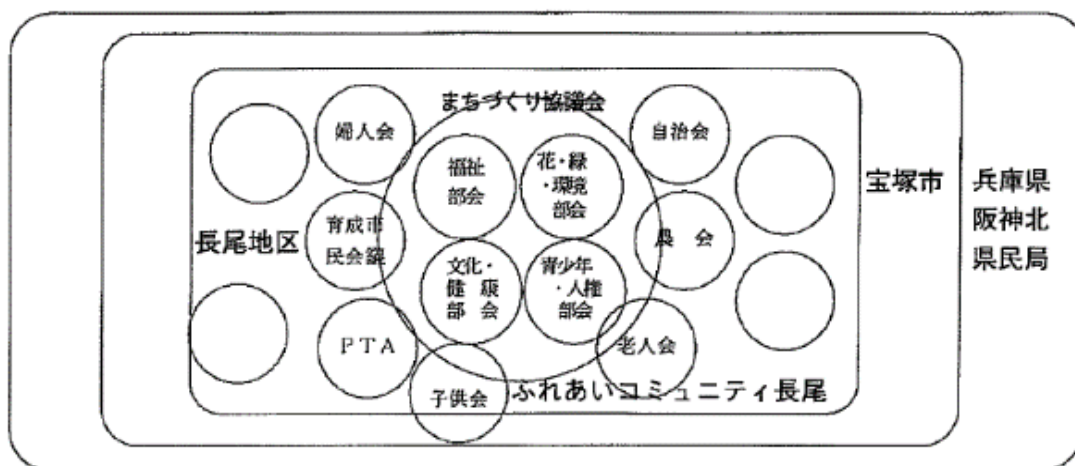 まちづくり協議会
婦人会
自治会
福祉
部会
花・緑
・環境
部会
宝塚市
兵庫県
阪神北
県民局
長尾地区
育成市
民会議
農 会
文化・
健 康
部 会
青少年
・人権
部会
PTA
老人会
子供会
ふれあいコミュニティ長尾